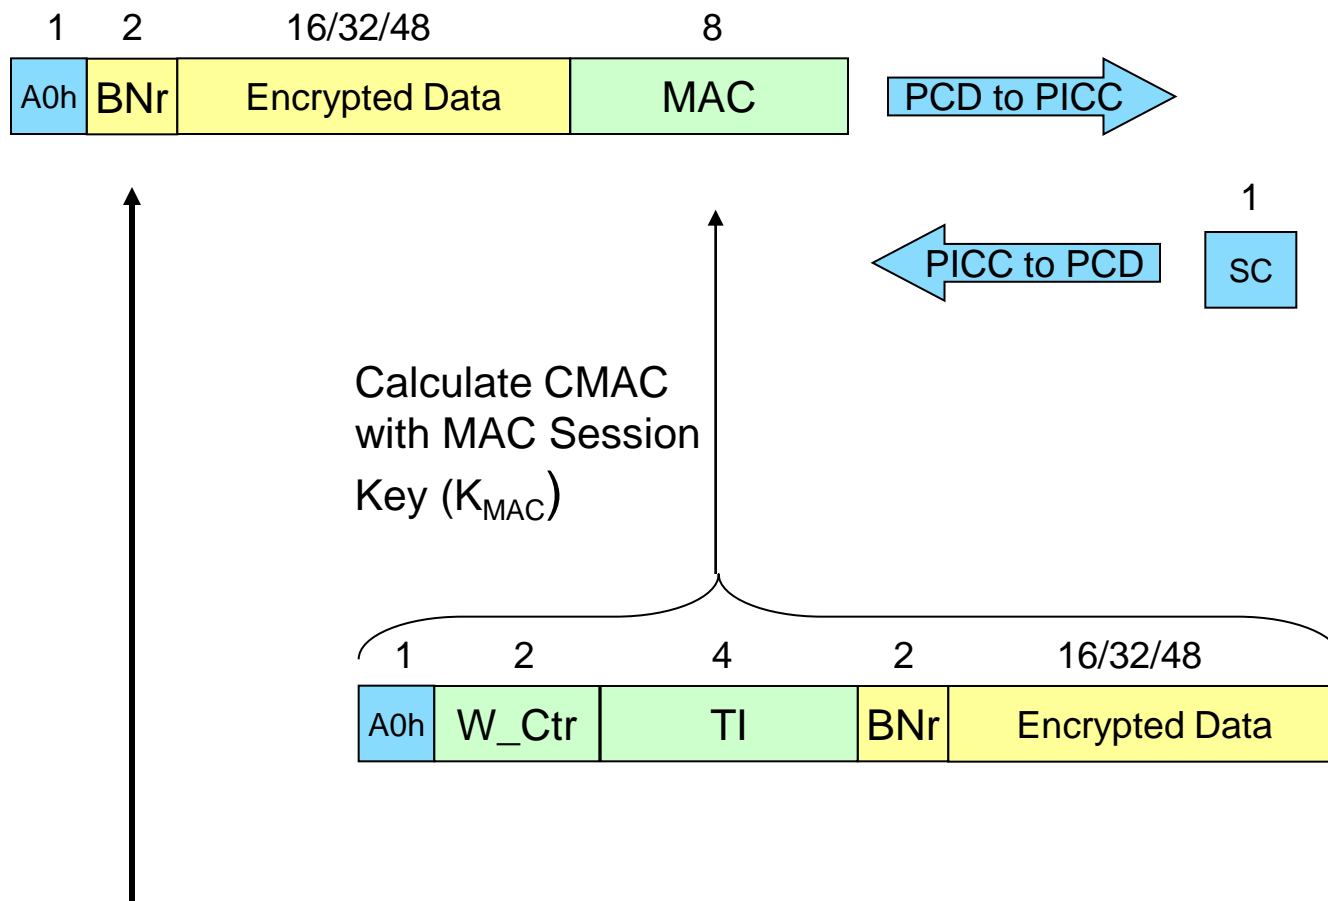 1 2 16/32/48 8
A0h BNr Encrypted Data MAC PCD to PICC
1
PICC to PCD SC
Calculate CMAC
with MAC Session
Key (KMAC)
1 2 4 2 16/32/48
A0h W_Ctr TI BNr Encrypted Data